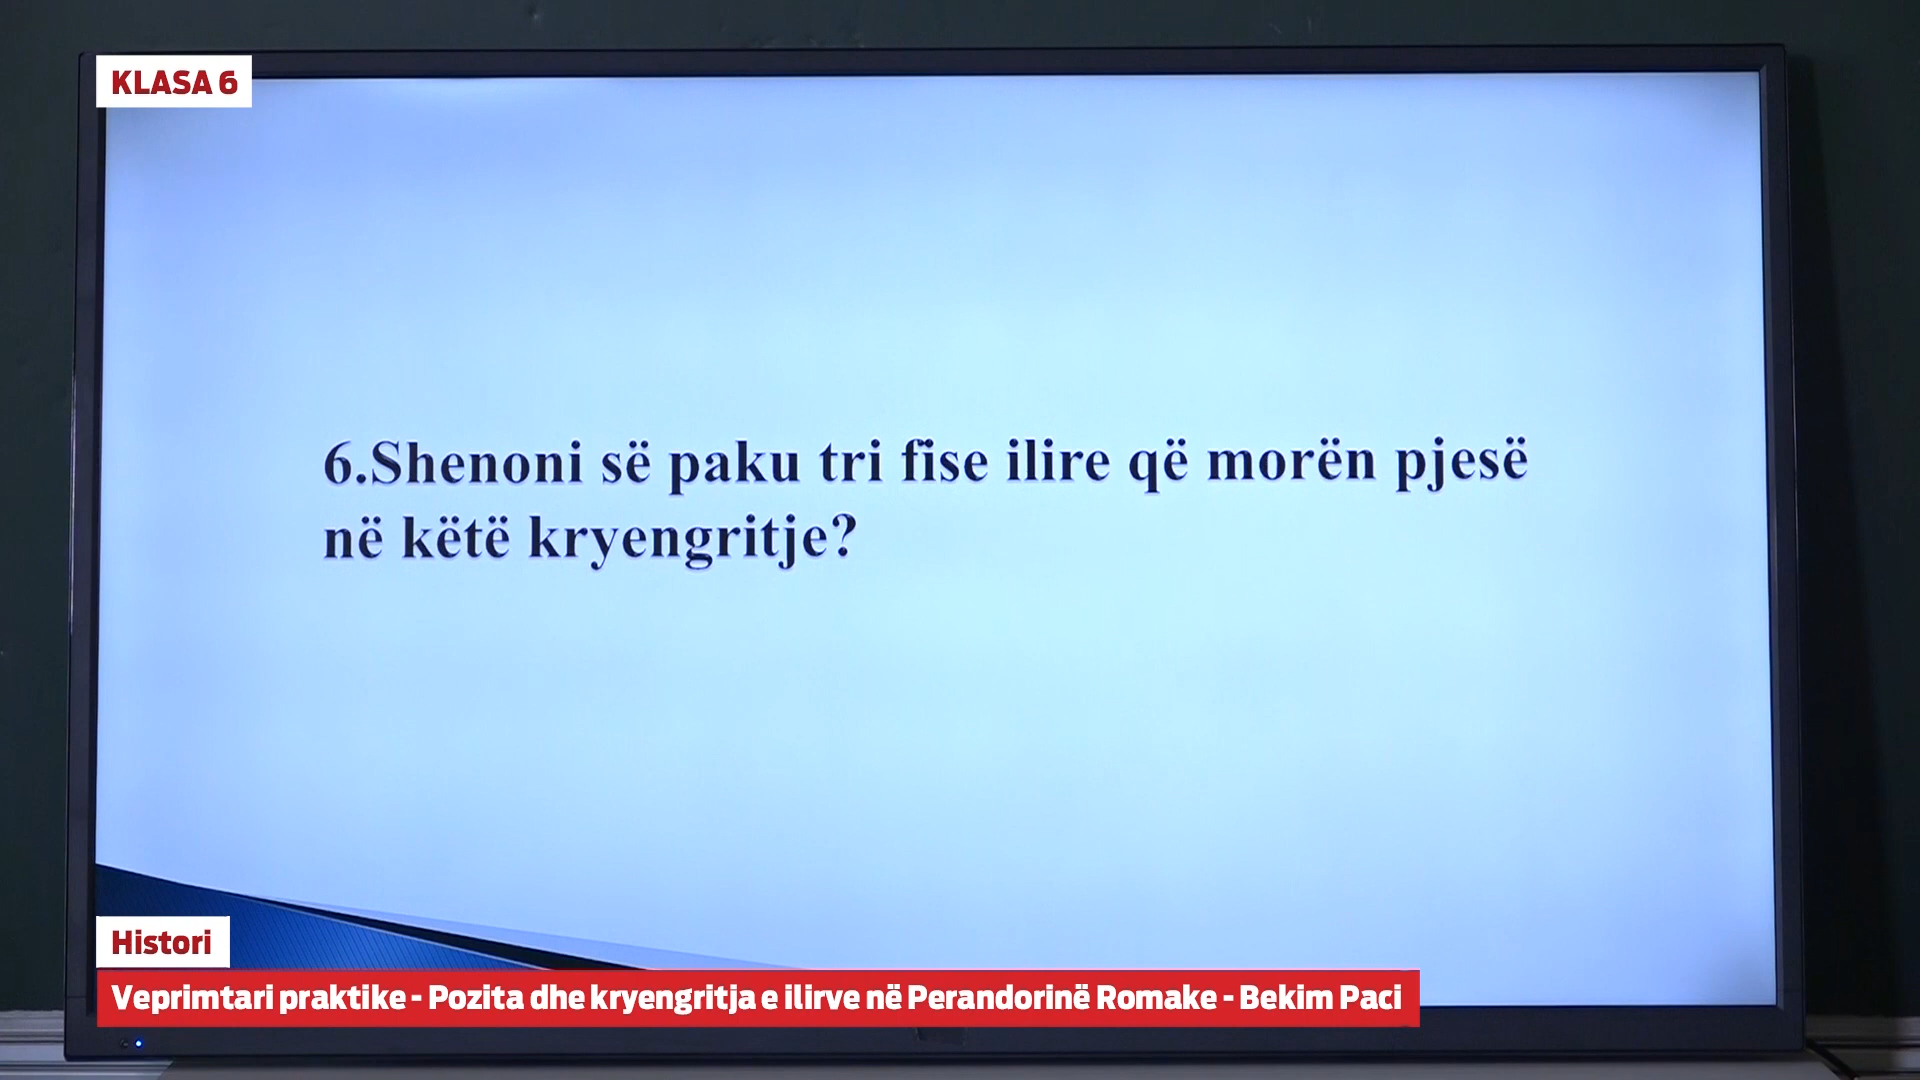 KLASA 6
6.Shenoni së paku tri fise ilire që morën pjesë
në këtë kryengritje?
Histori
Veprimtari praktike - Pozita dhe kryengritja e ilirve në Perandorinë Romake - Bekim Paci